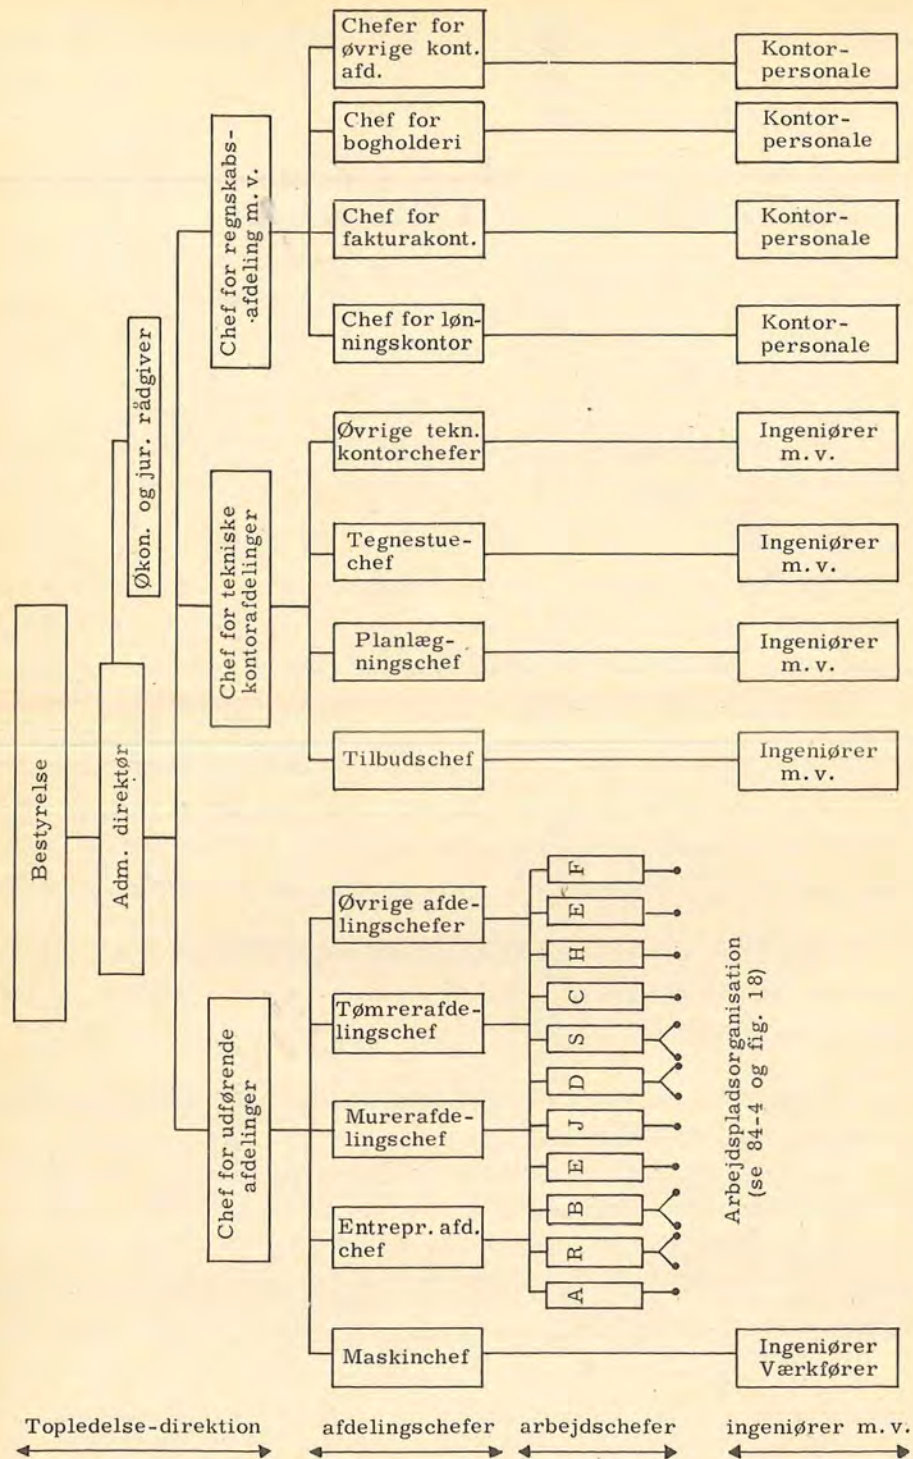 Bestyrelse
Adm. direktør
Økon. og jur. rådgiver
Chef for udførende
afdelinger
Chef for tekniske
kontorafdelinger
Chef for regnskabs-
afdeling m. v.
Chefer for
øvrige kont.
afd.
Kontor-
personale
Chef for
bogholderi
Kontor-
personale
Chef for
fakturakont.
Kontor-
personale
Chef for løn-
ningskontor
Kontor-
personale
Øvrige tekn.
kontorchefer
Ingeniører
m. v.
Tegnestue-
chef
Ingeniører
m. v.
Planlæg-
ningschef
Ingeniører
m. v.
Tilbudschef
Ingeniører
m. v.
Øvrige afde-
lingschefer
Tømrerafde-
lingschef
Murerafde-
lingschef
Entrepr. afd.
chef
A R B E J D S C H E F
Arbejdspladsorganisation
(se 84-4 og fig. 18)
Maskinchef
Ingeniører
Værkfører
Topledelse-direktion afdelingschefer arbejdschefer ingeniører m. v.